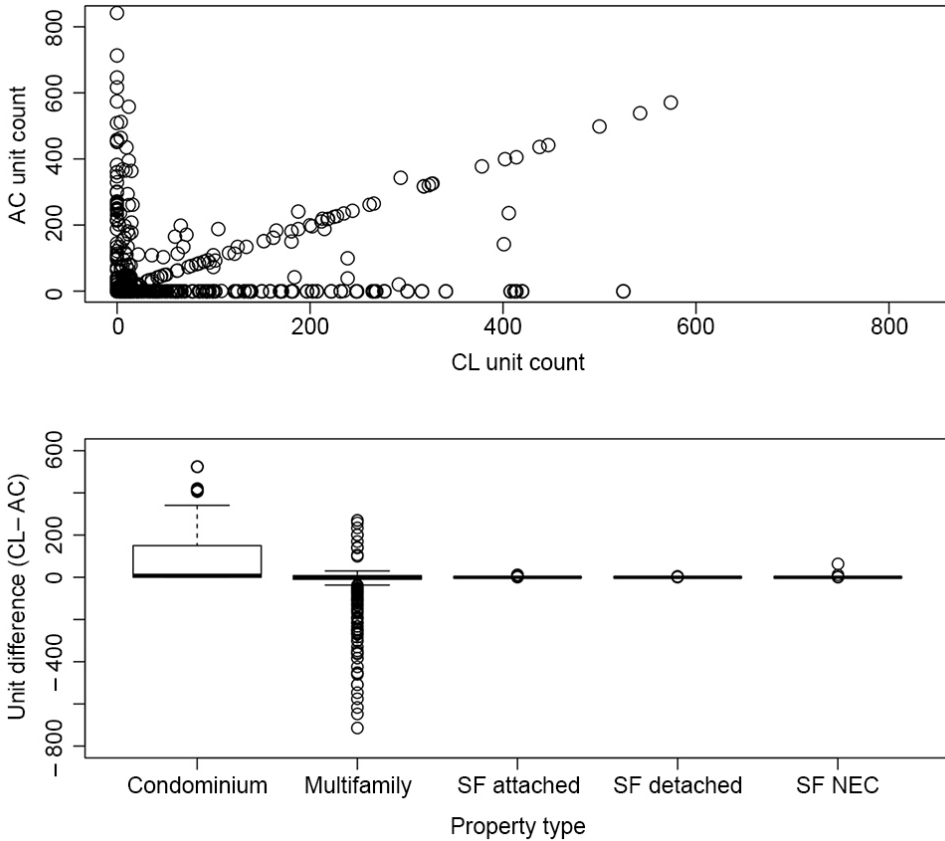 AC unit count
800
600
400
200
0
0 200 400 600 800
CL unit count
Unit difference (CL– AC)
600
200
0
– 400
– 800
Condominium Multifamily SF attached SF detached SF NEC
Property type